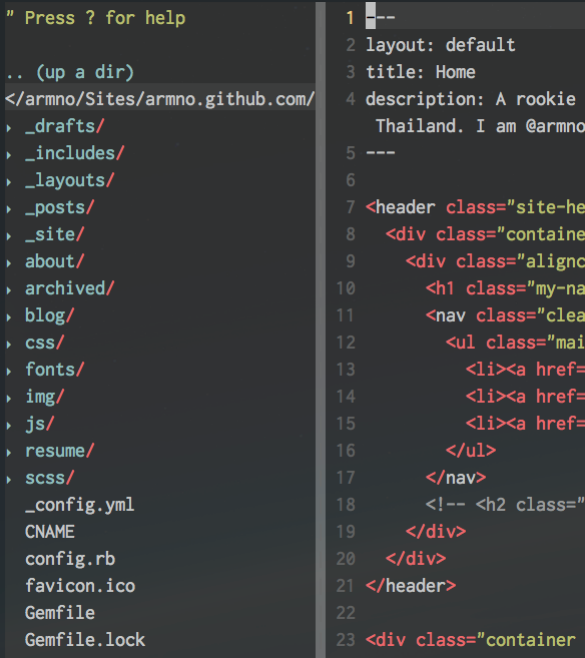 " Press ? for help
.. (up a dir)
</armno/Sites/armno.github.com/
▸ _drafts/
▸ _includes/
▸ _layouts/
▸ _posts/
▸ _site/
▸ about/
▸ archived/
▸ blog/
▸ css/
▸ fonts/
▸ img/
▸ js/
▸ resume/
▸ scss/
_config.yml
CNAME
config.rb
favicon.ico
Gemfile
Gemfile.lock
1 ---
2 layout: default
3 title: Home
4 description: A rookie
Thailand. I am @armno
5 ---
6
7 <header class="site-he
8 <div class="containe
9 <div class="alignc
10 <h1 class="my-na
11 <nav class="clea
12 <ul class="mai
13 <li><a href=
14 <li><a href=
15 <li><a href=
16 </ul>
17 </nav>
18 <!-- <h2 class="
19 </div>
20 </div>
21 </header>
22
23 <div class="container